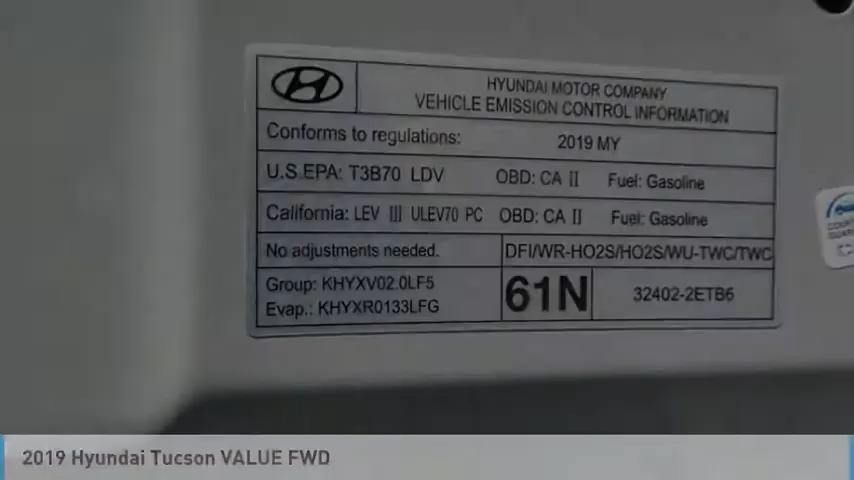 HYUNDAI MOTOR COMPANY
VEHICLE EMISSION CONTROL INFORMATION
Conforms to regulations: 2019 MY
U.S.EPA: T3B70 LDV OBD: CA II Fuel: Gasoline
California: LEV III ULEV70 PC OBD: CA II Fuel: Gasoline
No adjustments needed. DFI/WR-HO2S/HO2S/WU-TWC/TWC
Group: KHYXV02.0LF5
Evap.: KHYXR0133LFG
61N
32402-2ETB6
2019 Hyundai Tucson VALUE FWD